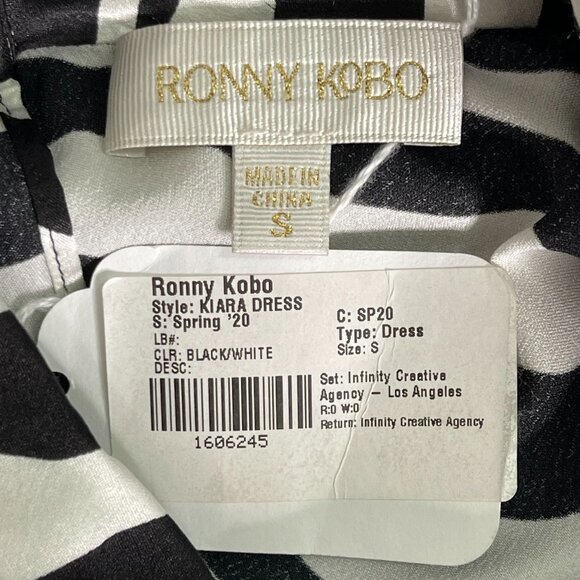 RONNY KOBO
MADE IN
CHINA
S
Ronny Kobo
Style: KIARA DRESS
S: Spring '20
LB#:
CLR: BLACK/WHITE
DESC:
1606245
C: SP20
Type: Dress
Size: S
Set: Infinity Creative
Agency – Los Angeles
R:0 W:0
Return: Infinity Creative Agency